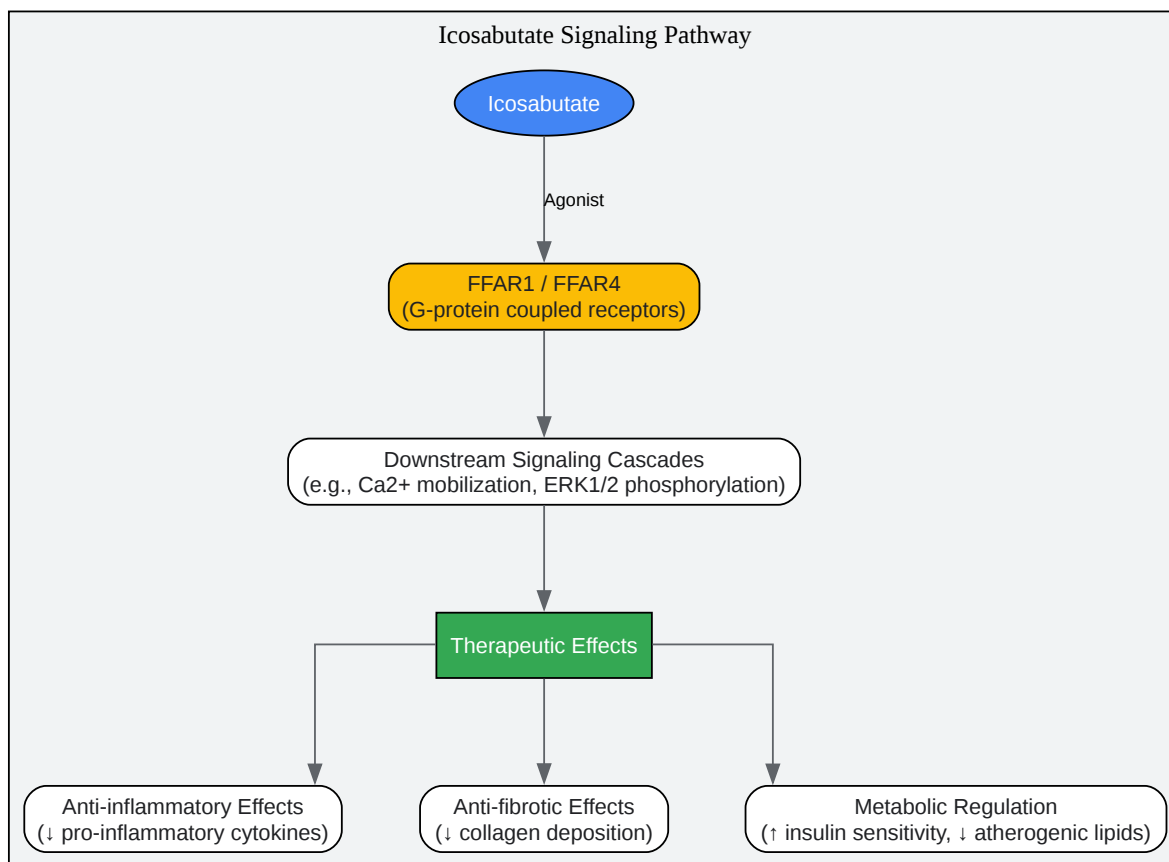 Icosabutate Signaling Pathway
Icosabutate
Agonist
FFAR1 / FFAR4
(G-protein coupled receptors)
Downstream Signaling Cascades
(e.g., Ca2+ mobilization, ERK1/2 phosphorylation)
Therapeutic Effects
Anti-inflammatory Effects
(↓ pro-inflammatory cytokines)
Anti-fibrotic Effects
(↓ collagen deposition)
Metabolic Regulation
(↑ insulin sensitivity, ↓ atherogenic lipids)